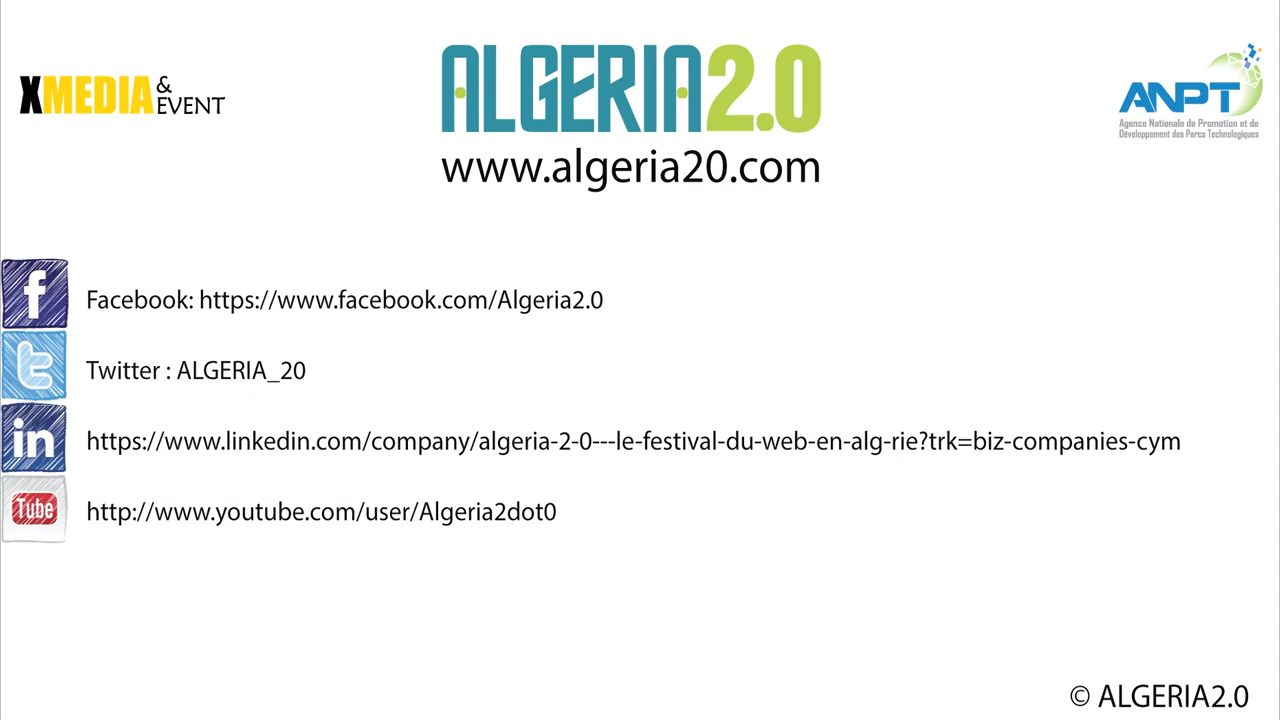 XMEDIA & EVENT
ALGERIA2.0
www.algeria20.com
ANPT
Agence Nationale de Promotion et de
Développement des Parcs Technologiques
f
Facebook: https://www.facebook.com/Algeria2.0
t
Twitter : ALGERIA_20
in
https://www.linkedin.com/company/algeria-2-0---le-festival-du-web-en-alg-rie?trk=biz-companies-cym
Tube
http://www.youtube.com/user/Algeria2dot0
© ALGERIA2.0